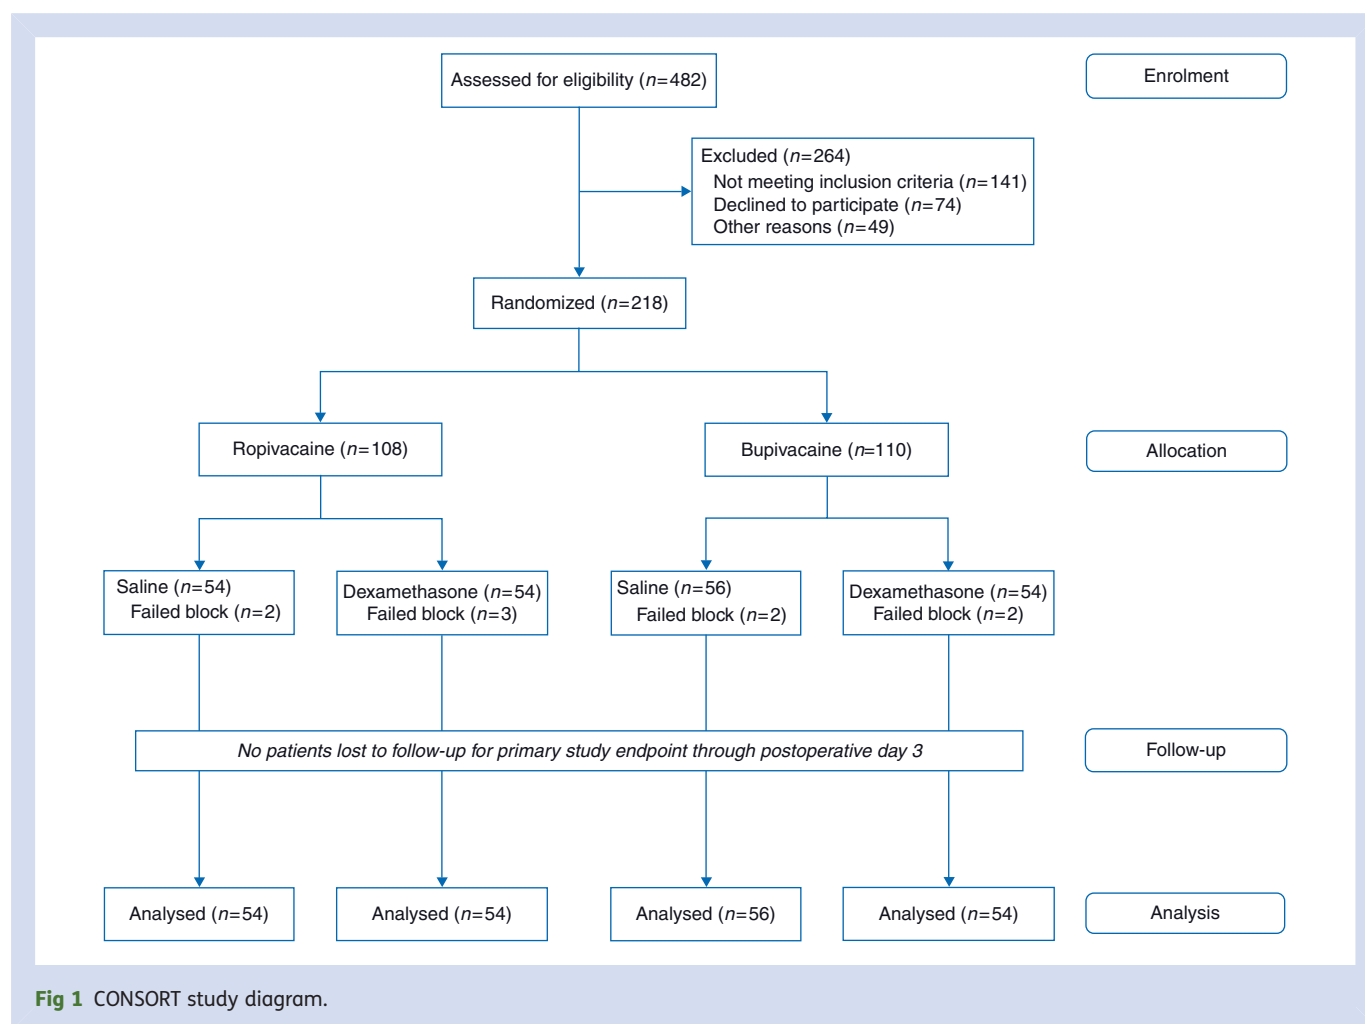 Assessed for eligibility (n=482)
Enrolment
Excluded (n=264)
Not meeting inclusion criteria (n=141)
Declined to participate (n=74)
Other reasons (n=49)
Randomized (n=218)
Ropivacaine (n=108)
Bupivacaine (n=110)
Allocation
Saline (n=54)
Failed block (n=2)
Dexamethasone (n=54)
Failed block (n=3)
Saline (n=56)
Failed block (n=2)
Dexamethasone (n=54)
Failed block (n=2)
No patients lost to follow-up for primary study endpoint through postoperative day 3
Follow-up
Analysed (n=54)
Analysed (n=54)
Analysed (n=56)
Analysed (n=54)
Analysis
Fig 1 CONSORT study diagram.